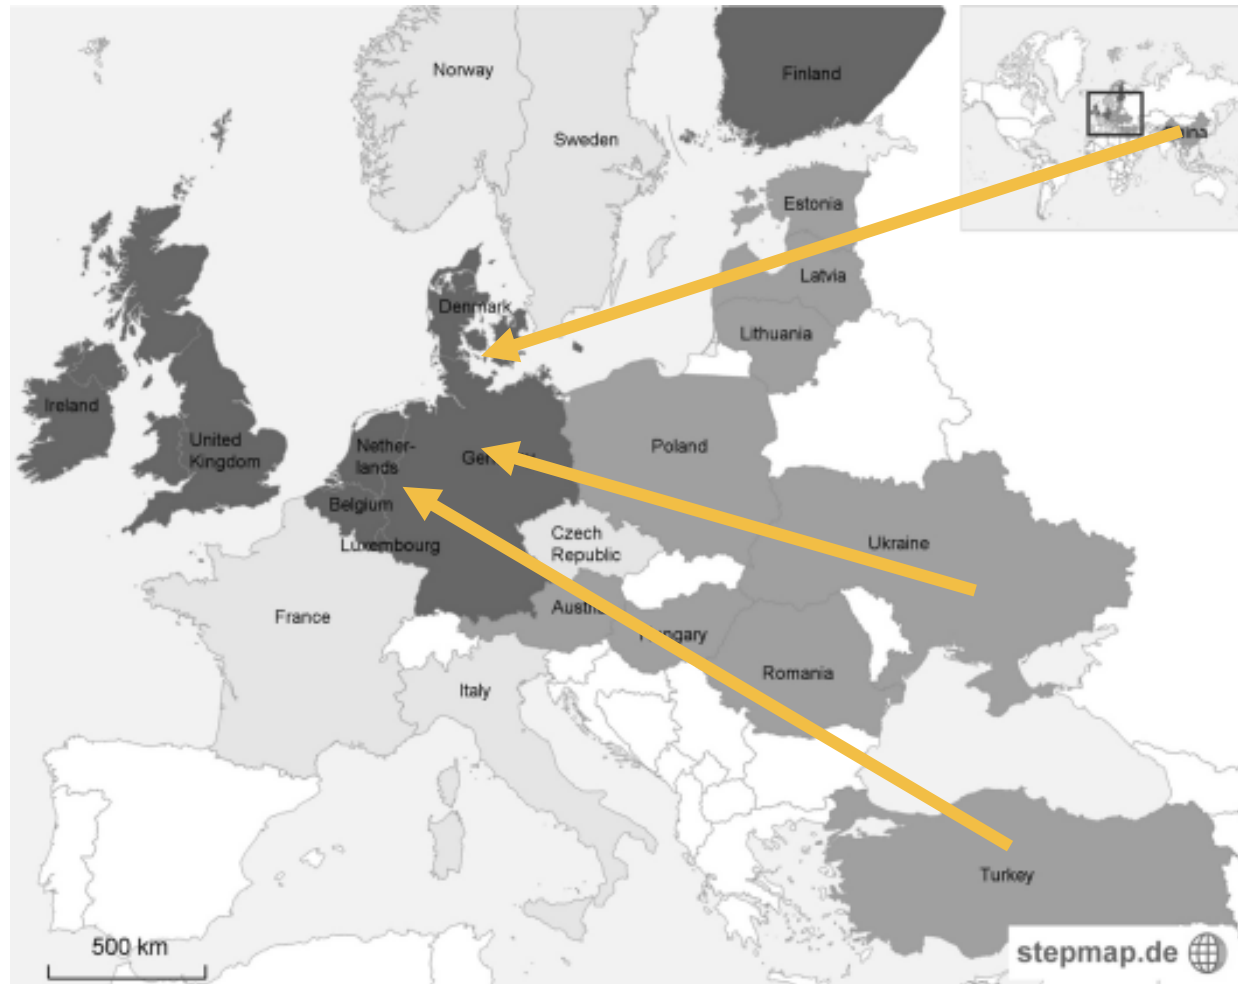 Norway
Finland
Sweden
Estonia
Latvia
Denmark
Lithuania
Ireland
United
Kingdom
Nether-
lands
Poland
Belgium
Luxembourg
Czech
Republic
Ukraine
France
Italy
Romania
Turkey
500 km
stepmap.de